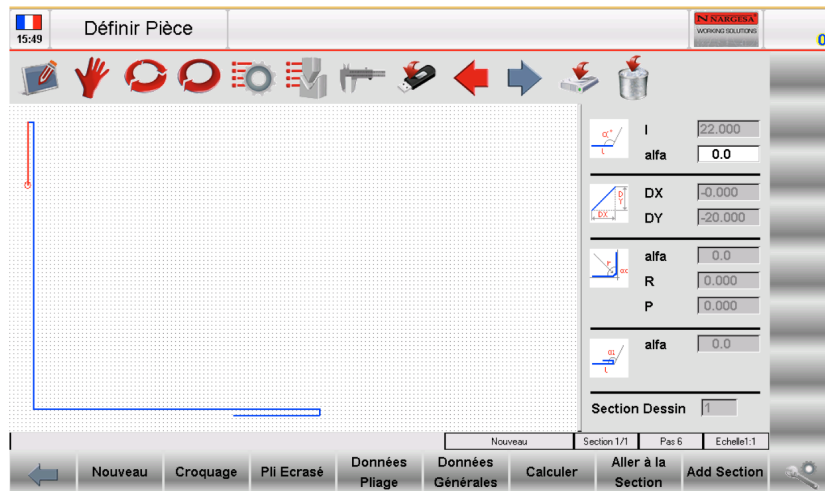 15:49
Définir Pièce
N NARGESA
WORKING SOLUTIONS
0
l
22.000
alfa
0.0
DX
-0.000
DY
-20.000
alfa
0.0
R
0.000
P
0.000
alfa
0.0
Section Dessin
1
Nouveau
Section 1/1
Pas 6
Echelle1:1
Nouveau
Croquage
Pli Ecrasé
Données
Pliage
Données
Générales
Calculer
Aller à la
Section
Add Section